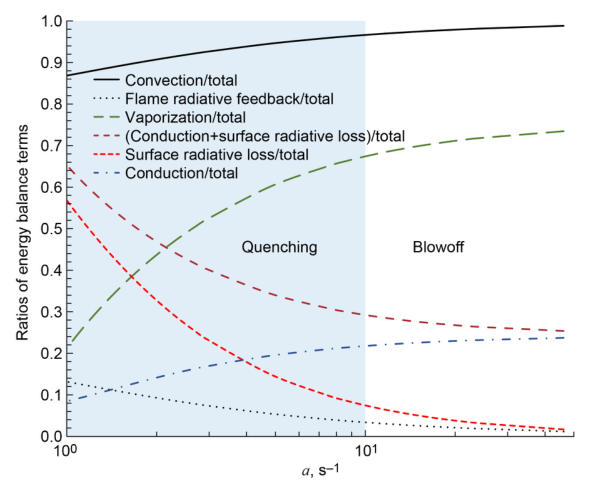 1.0
0.9
0.8
0.7
0.6
0.5
0.4
0.3
0.2
0.1
0.0
Ratios of energy balance terms
Convection/total
Flame radiative feedback/total
Vaporization/total
(Conduction+surface radiative loss)/total
Surface radiative loss/total
Conduction/total
Quenching
Blowoff
10⁰
10¹
a, s⁻¹